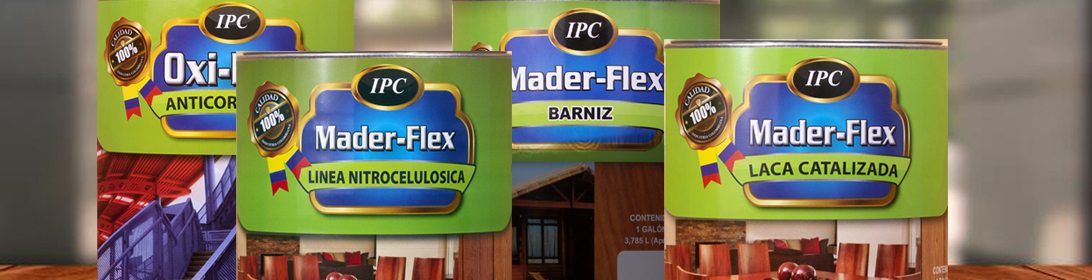 IPC
CALIDAD
100%
Oxi-
ANTICOR
IPC
CALIDAD
100%
Mader-Flex
LINEA NITROCELULOSICA
IPC
Mader-Flex
BARNIZ
CONTENI
1 GALÓ
3,785 L (Ap
IPC
CALIDAD
100%
Mader-Flex
LACA CATALIZADA
CONTEN